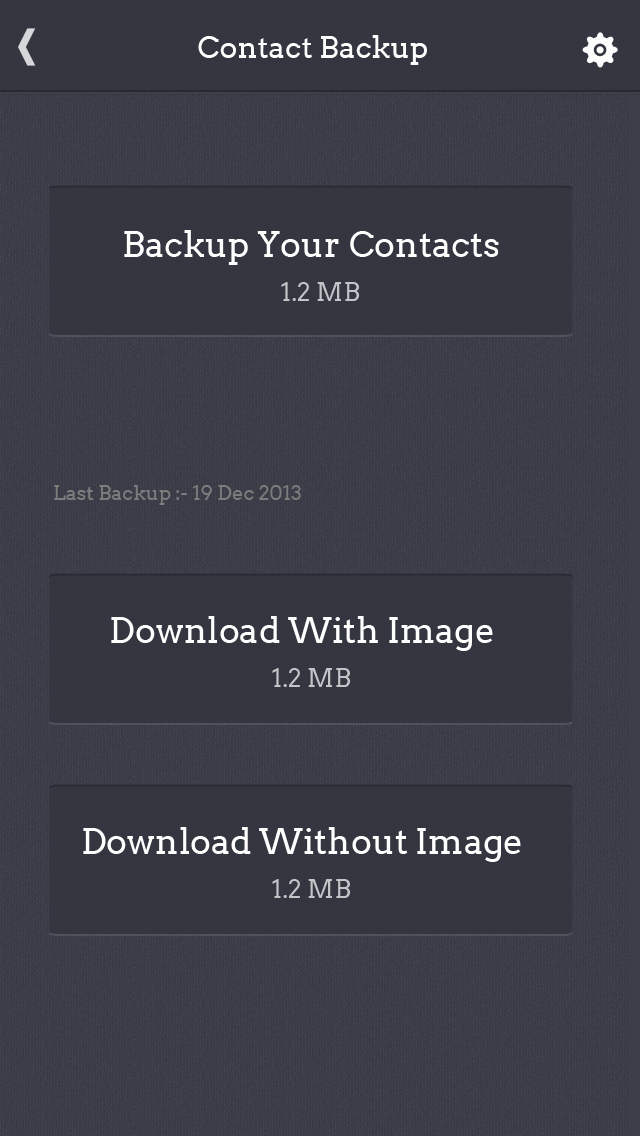 Contact Backup
Backup Your Contacts
1.2 MB
Last Backup :- 19 Dec 2013
Download With Image
1.2 MB
Download Without Image
1.2 MB